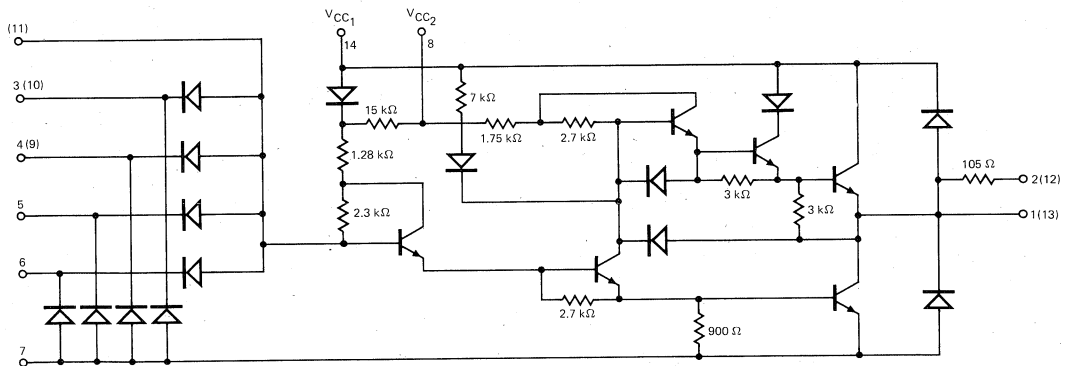 (11)
3 (10)
4 (9)
5
6
7
VCC1
14
VCC2
8
15 kΩ
7 kΩ
1.75 kΩ
2.7 kΩ
1.28 kΩ
2.3 kΩ
3 kΩ
3 kΩ
2.7 kΩ
900 Ω
105 Ω
2(12)
1(13)